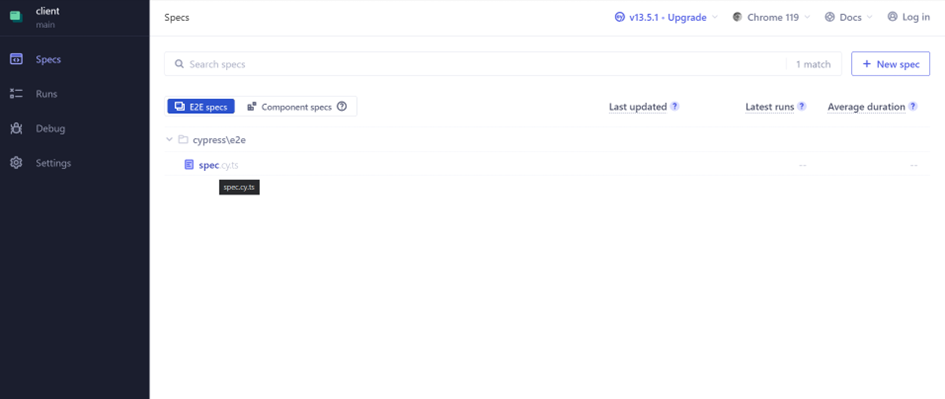 client
main
Specs
Runs
Debug
Settings
Specs
v13.5.1 • Upgrade
Chrome 119
Docs
Log in
Search specs
1 match
+ New spec
E2E specs
Component specs ?
Last updated ?
Latest runs ?
Average duration ?
cypress\e2e
spec.cy.ts
--
--
spec.cy.ts